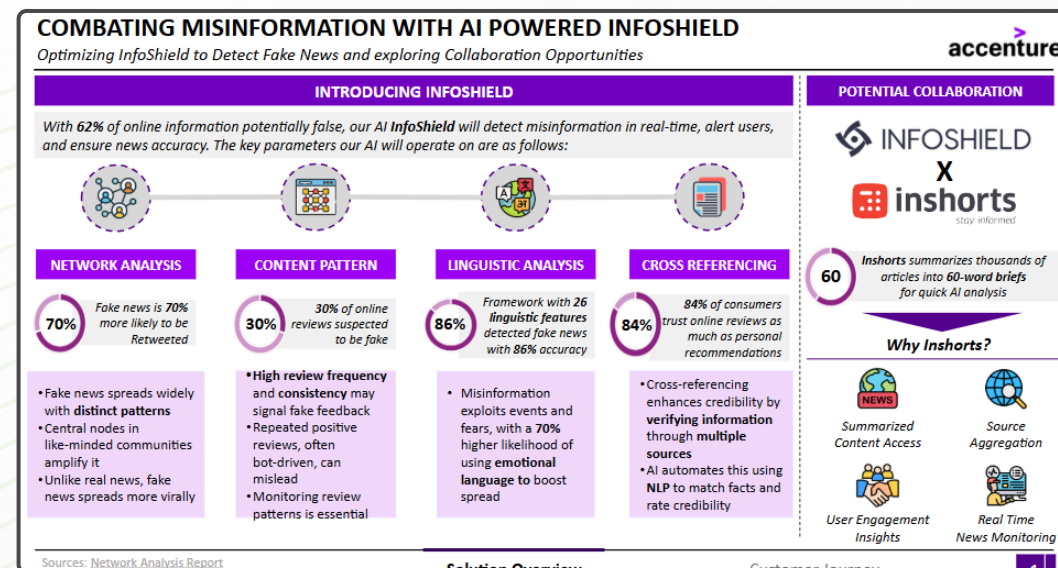 COMBATING MISINFORMATION WITH AI POWERED INFOSHIELD
Optimizing InfoShield to Detect Fake News and exploring Collaboration Opportunities
accenture
INTRODUCING INFOSHIELD
With 62% of online information potentially false, our AI InfoShield will detect misinformation in real-time, alert users,
and ensure news accuracy. The key parameters our AI will operate on are as follows:
NETWORK ANALYSIS
70%
Fake news is 70%
more likely to be
Retweeted
•Fake news spreads widely
with distinct patterns
•Central nodes in
like-minded communities
amplify it
•Unlike real news, fake
news spreads more virally
CONTENT PATTERN
30%
30% of online
reviews suspected
to be fake
•High review frequency
and consistency may
signal fake feedback
•Repeated positive
reviews, often
bot-driven, can
mislead
•Monitoring review
patterns is essential
LINGUISTIC ANALYSIS
86%
Framework with 26
linguistic features
detected fake news
with 86% accuracy
• Misinformation
exploits events and
fears, with a 70%
higher likelihood of
using emotional
language to boost
spread
CROSS REFERENCING
84%
84% of consumers
trust online reviews as
much as personal
recommendations
•Cross-referencing
enhances credibility by
verifying information
through multiple
sources
•AI automates this using
NLP to match facts and
rate credibility
POTENTIAL COLLABORATION
INFOSHIELD
X
inshorts
stay informed
60
Inshorts summarizes thousands of
articles into 60-word briefs
for quick AI analysis
Why Inshorts?
NEWS
Summarized
Content Access
Source
Aggregation
User Engagement
Insights
Real Time
News Monitoring
Sources: Network Analysis Report
Solution Overview
Customer Journey